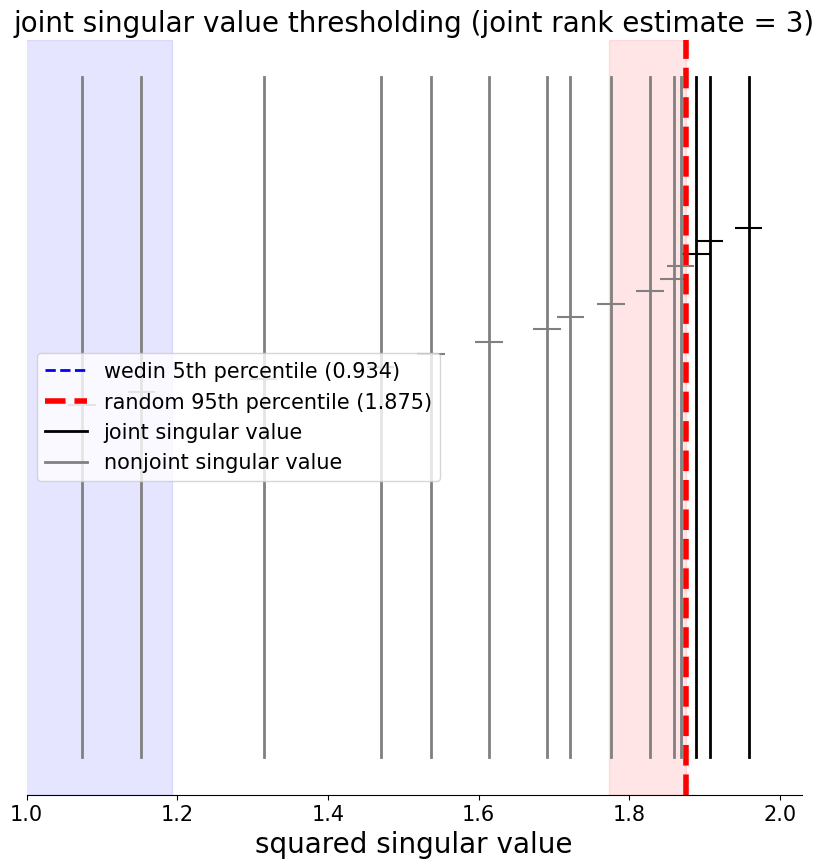 joint singular value thresholding (joint rank estimate = 3)
wedin 5th percentile (0.934)
random 95th percentile (1.875)
joint singular value
nonjoint singular value
1.0 1.2 1.4 1.6 1.8 2.0
squared singular value